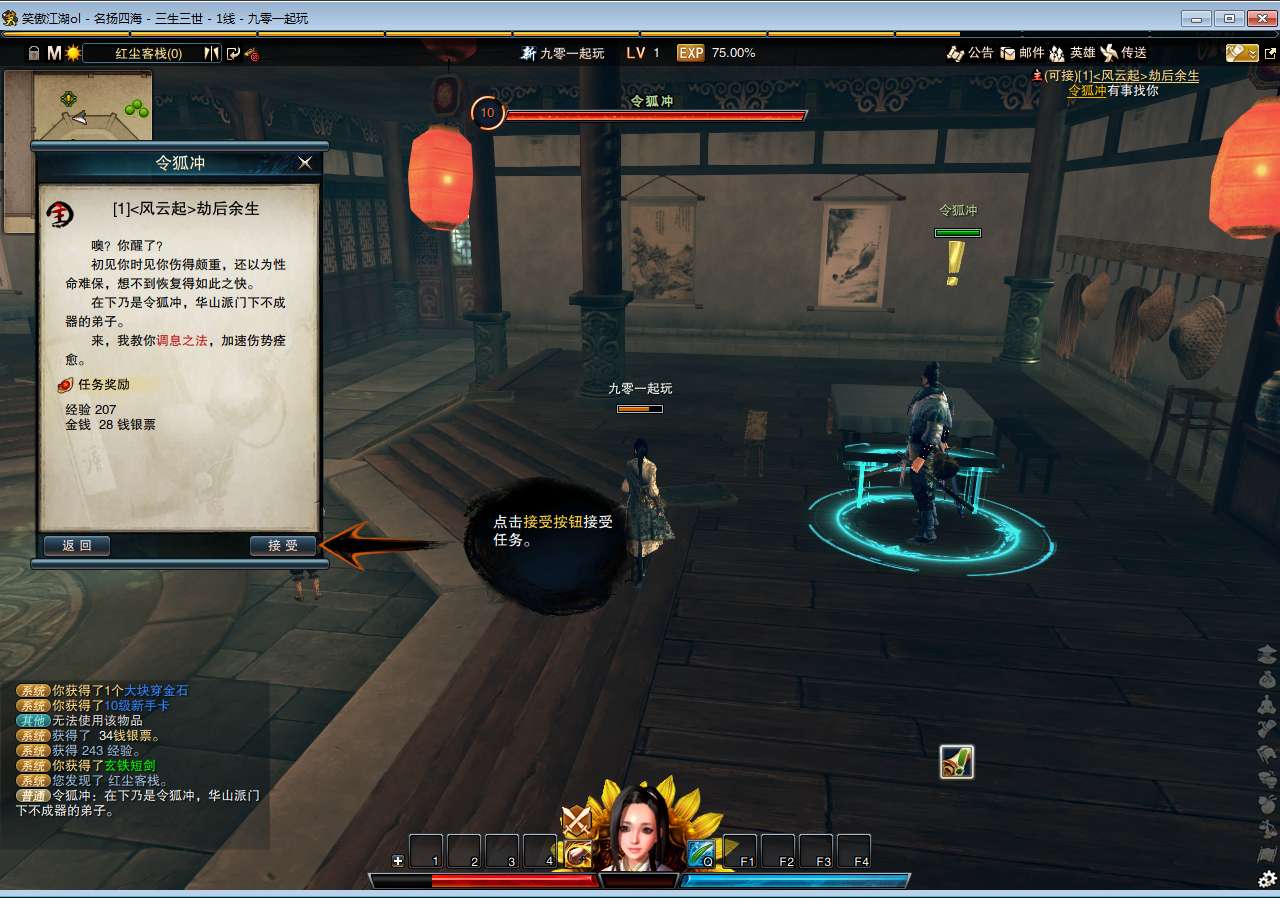 笑傲江湖ol - 名扬四海 - 三生三世 - 1线 - 九零一起玩
M 红尘客栈(0)
新 九零一起玩 LV 1 EXP 75.00%
公告 邮件 英雄 传送
主(可接)[1]<风云起>劫后余生
令狐冲有事找你
10 令狐冲
令狐冲
主 [1]<风云起>劫后余生
噢？你醒了？
初见你时见你伤得颇重，还以为性
命难保，想不到恢复得如此之快。
在下乃是令狐冲，华山派门下不成
器的弟子。
来，我教你调息之法，加速伤势痊
愈。
任务奖励
经验 207
金钱 28 钱银票
返 回
接 受
令狐冲
九零一起玩
点击接受按钮接受
任务。
系统 你获得了1个大块穿金石
系统 你获得了10级新手卡
其他 无法使用该物品
系统 获得了 34钱银票。
系统 获得 243 经验。
系统 你获得了玄铁短剑
系统 您发现了 红尘客栈。
普通 令狐冲：在下乃是令狐冲，华山派门
下不成器的弟子。
1 2 3 4 Q F1 F2 F3 F4